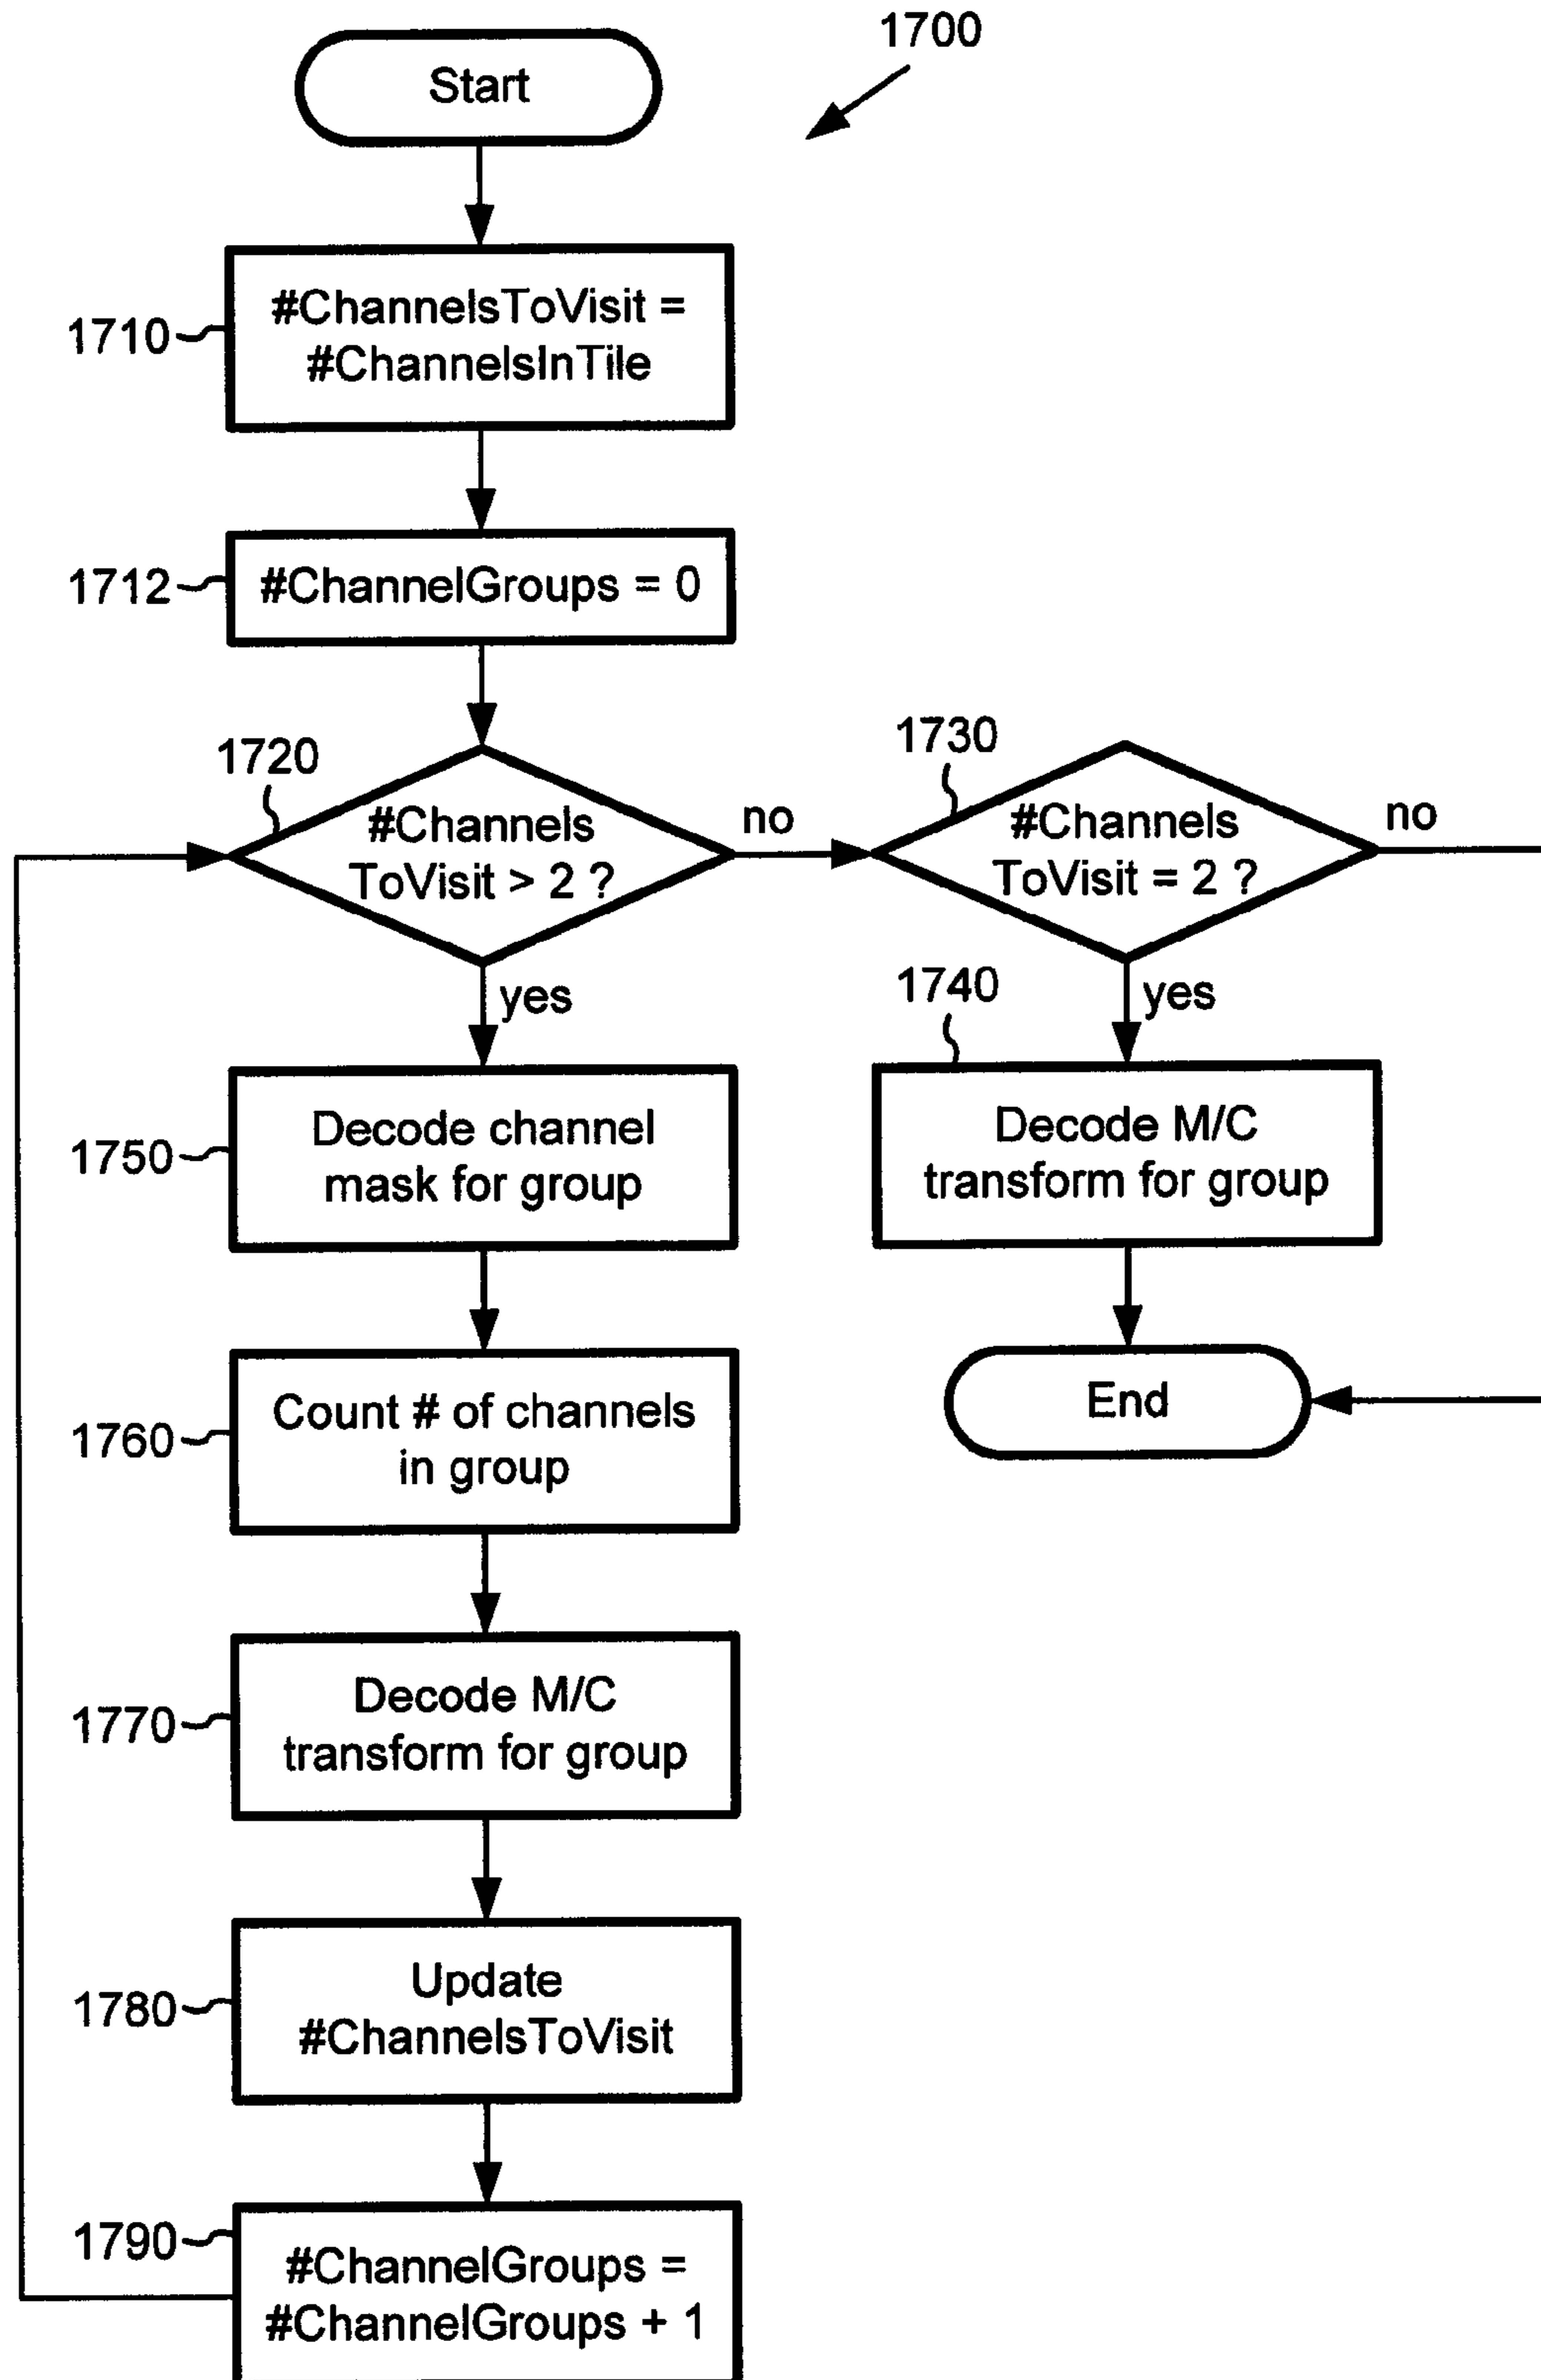 1700
Start
1710
#ChannelsToVisit =
#ChannelsInTile
1712
#ChannelGroups = 0
1720
#Channels
ToVisit > 2 ?
no
yes
1730
#Channels
ToVisit = 2 ?
no
yes
1740
Decode M/C
transform for group
End
1750
Decode channel
mask for group
1760
Count # of channels
in group
1770
Decode M/C
transform for group
1780
Update
#ChannelsToVisit
1790
#ChannelGroups =
#ChannelGroups + 1